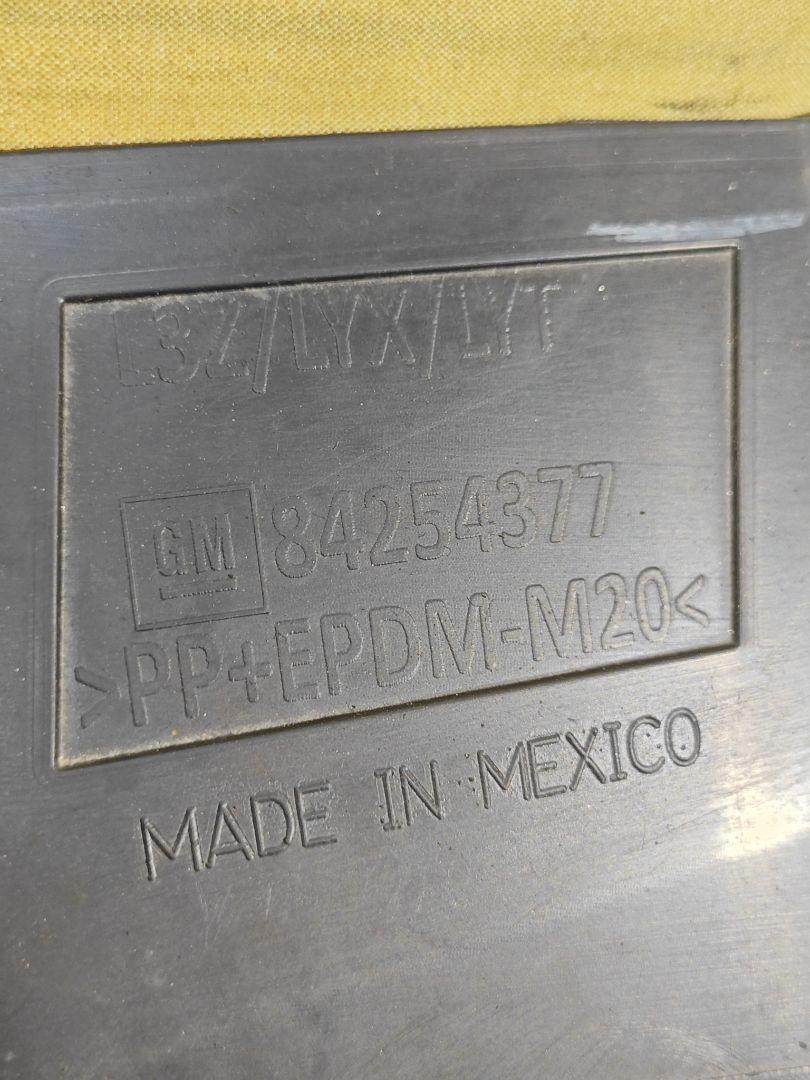 L3Z/LYX/LYT
GM 84254377
>PP+EPDM-M20<
MADE IN MEXICO